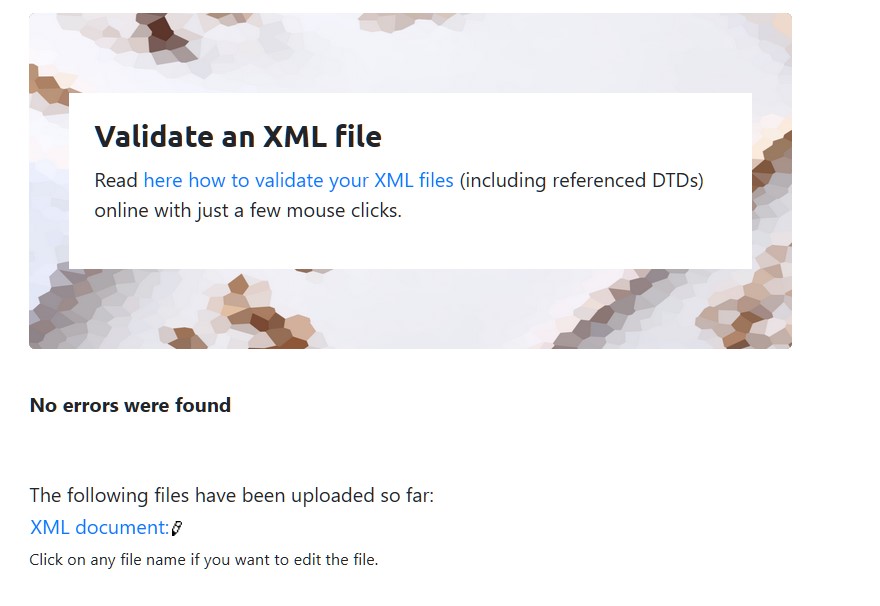 Validate an XML file
Read here how to validate your XML files (including referenced DTDs)
online with just a few mouse clicks.
No errors were found
The following files have been uploaded so far:
XML document:
Click on any file name if you want to edit the file.